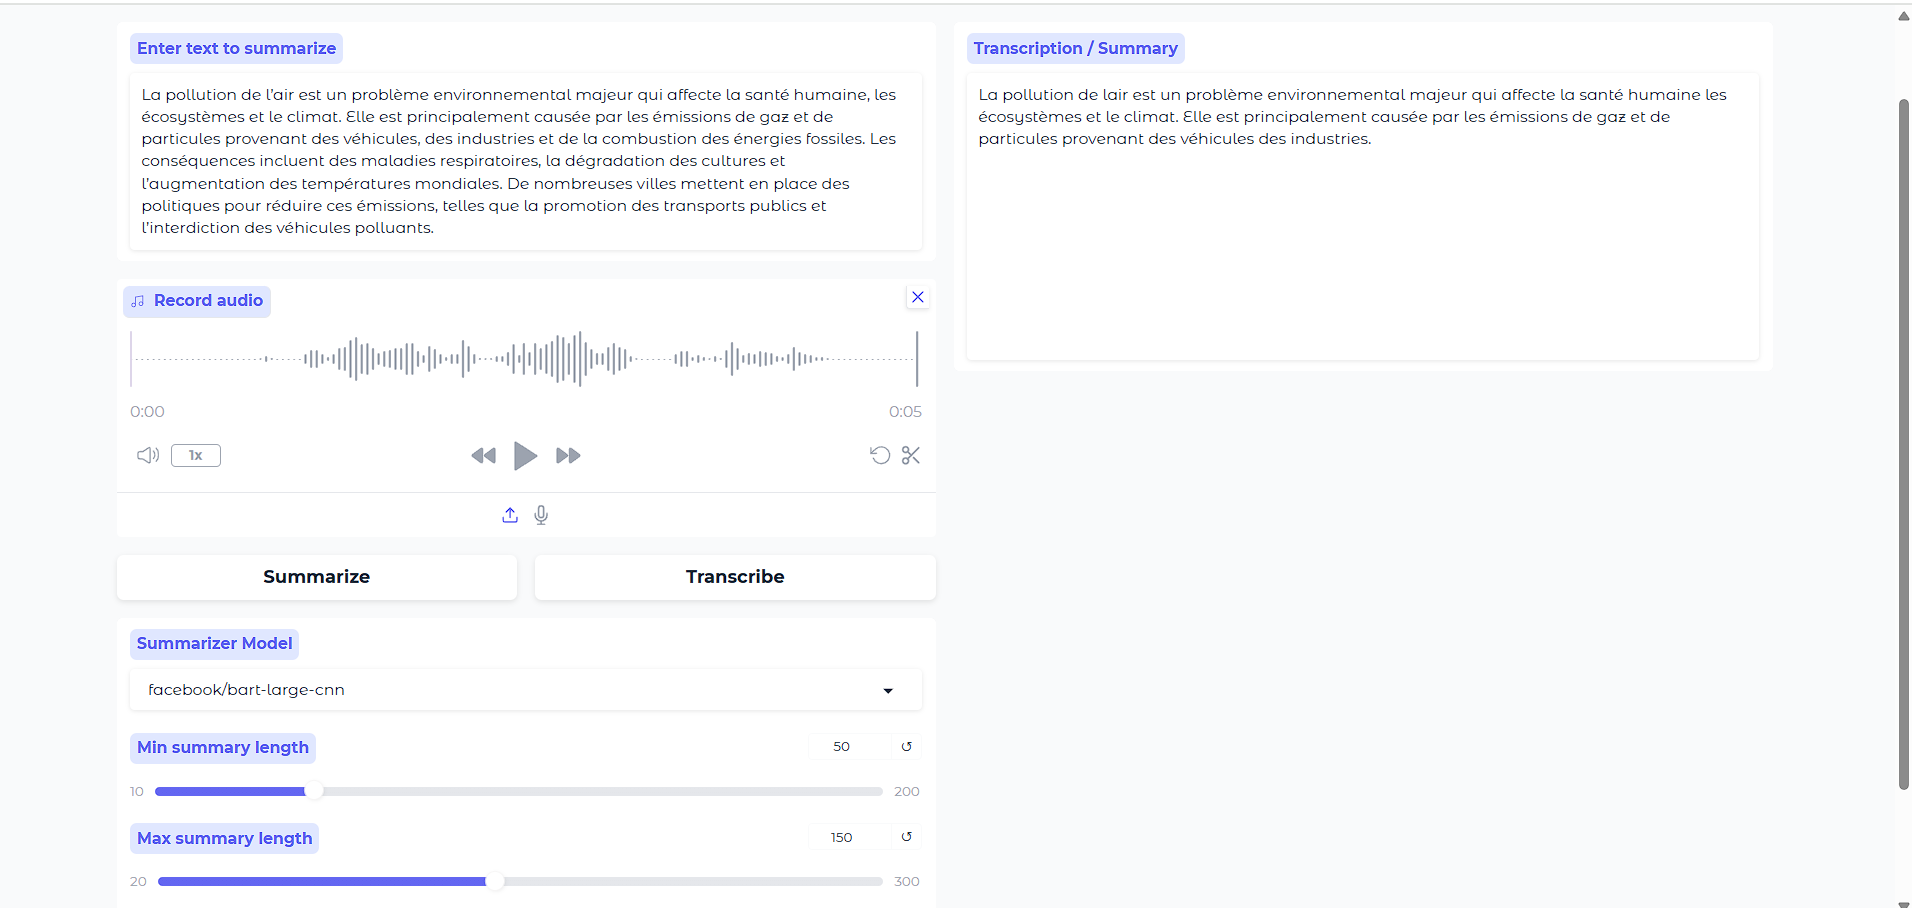 Enter text to summarize
La pollution de l’air est un problème environnemental majeur qui affecte la santé humaine, les
écosystèmes et le climat. Elle est principalement causée par les émissions de gaz et de
particules provenant des véhicules, des industries et de la combustion des énergies fossiles. Les
conséquences incluent des maladies respiratoires, la dégradation des cultures et
l’augmentation des températures mondiales. De nombreuses villes mettent en place des
politiques pour réduire ces émissions, telles que la promotion des transports publics et
l’interdiction des véhicules polluants.
Record audio
0:00
0:05
1x
Summarize
Transcribe
Summarizer Model
facebook/bart-large-cnn
Min summary length
50
10
200
Max summary length
150
20
300
Transcription / Summary
La pollution de lair est un problème environnemental majeur qui affecte la santé humaine les
écosystèmes et le climat. Elle est principalement causée par les émissions de gaz et de
particules provenant des véhicules des industries.